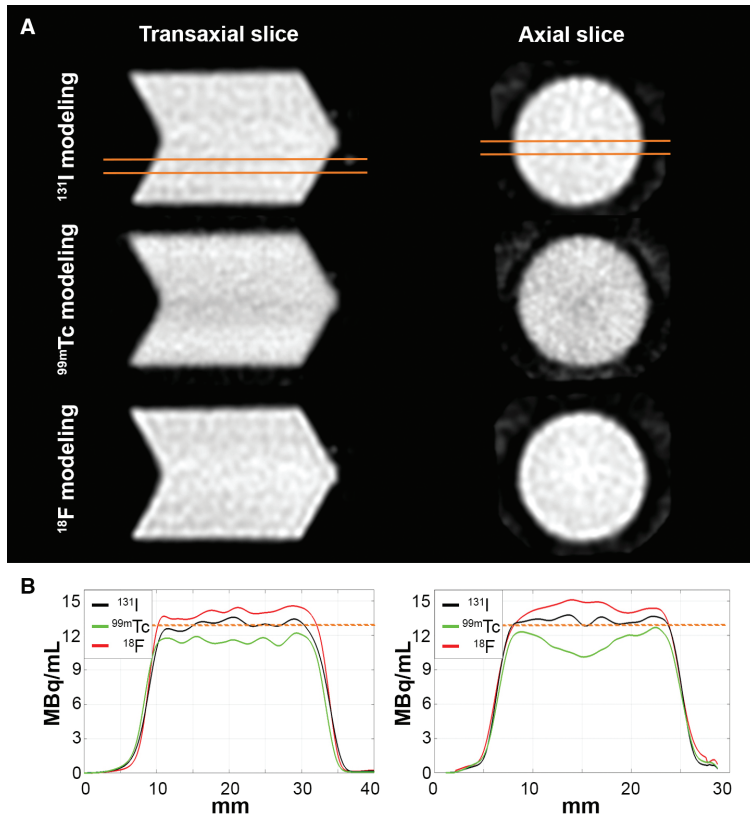 A
Transaxial slice
Axial slice
¹³¹I modeling
⁹⁹ᵐTc modeling
¹⁸F modeling
B
MBq/mL
15
12
9
6
3
0
¹³¹I
⁹⁹ᵐTc
¹⁸F
0 10 20 30 40
mm
MBq/mL
15
12
9
6
3
0
¹³¹I
⁹⁹ᵐTc
¹⁸F
0 10 20 30
mm